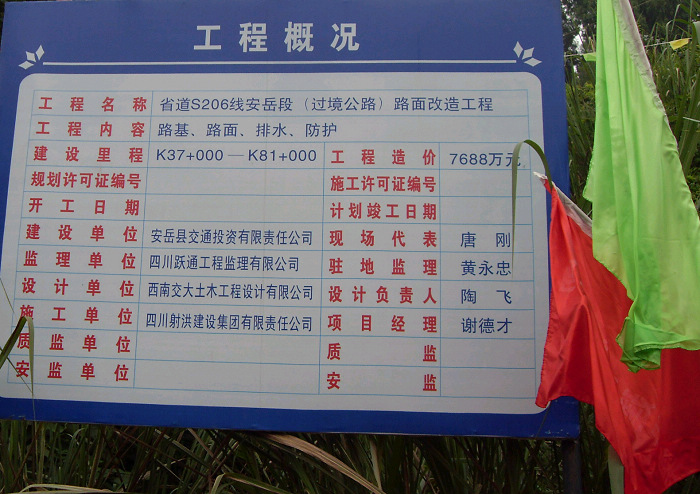 工程概况
工程名称 省道S206线安岳段（过境公路）路面改造工程
工程内容 路基、路面、排水、防护
建设里程 K37+000—K81+000 工程造价 7688万元
规划许可证编号 施工许可证编号
开工日期 计划竣工日期
建设单位 安岳县交通投资有限责任公司 现场代表 唐刚
监理单位 四川跃通工程监理有限公司 驻地监理 黄永忠
设计单位 西南交大土木工程设计有限公司 设计负责人 陶飞
施工单位 四川射洪建设集团有限责任公司 项目经理 谢德才
质监单位 质监
安监单位 安监